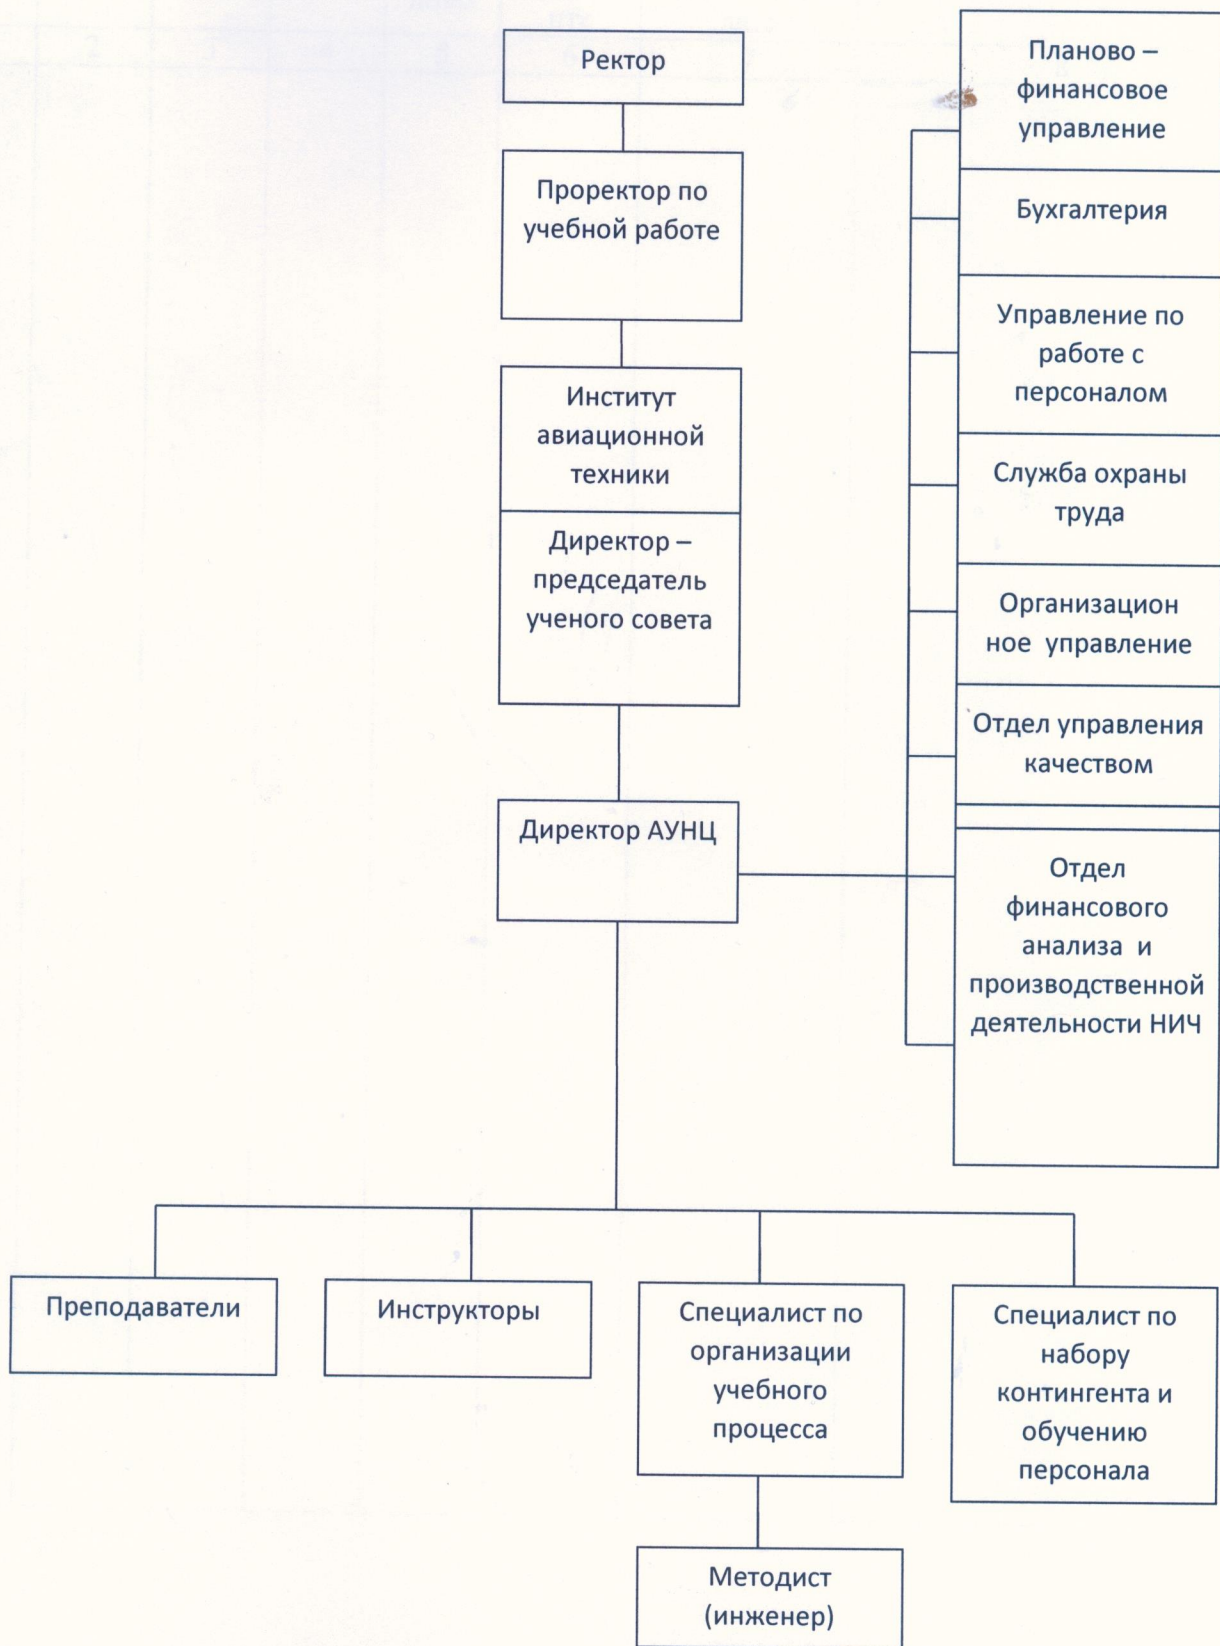 Ректор
Проректор по
учебной работе
Институт
авиационной
техники
Директор –
председатель
ученого совета
Директор АУНЦ
Планово –
финансовое
управление
Бухгалтерия
Управление по
работе с
персоналом
Служба охраны
труда
Организацион
ное управление
Отдел управления
качеством
Отдел
финансового
анализа и
производственной
деятельности НИЧ
Преподаватели
Инструкторы
Специалист по
организации
учебного
процесса
Специалист по
набору
контингента и
обучению
персонала
Методист
(инженер)